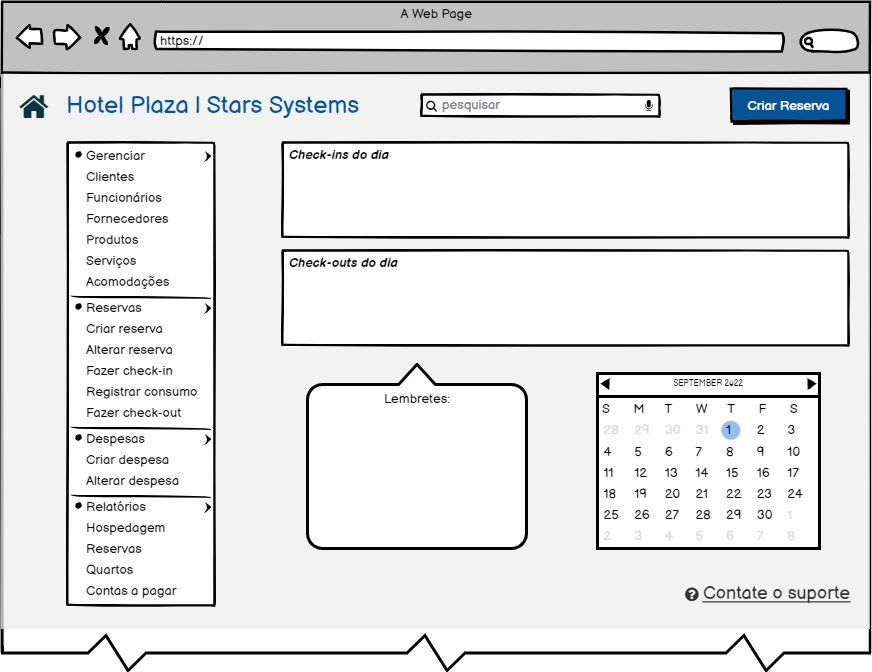 A Web Page
https://
Hotel Plaza | Stars Systems
pesquisar
Criar Reserva
Gerenciar
Clientes
Funcionários
Fornecedores
Produtos
Serviços
Acomodações
Reservas
Criar reserva
Alterar reserva
Fazer check-in
Registrar consumo
Fazer check-out
Despesas
Criar despesa
Alterar despesa
Relatórios
Hospedagem
Reservas
Quartos
Contas a pagar
Check-ins do dia
Check-outs do dia
Lembretes:
SEPTEMBER 2022
S M T W T F S
28 29 30 31 1 2 3
4 5 6 7 8 9 10
11 12 13 14 15 16 17
18 19 20 21 22 23 24
25 26 27 28 29 30 1
2 3 4 5 6 7 8
? Contate o suporte